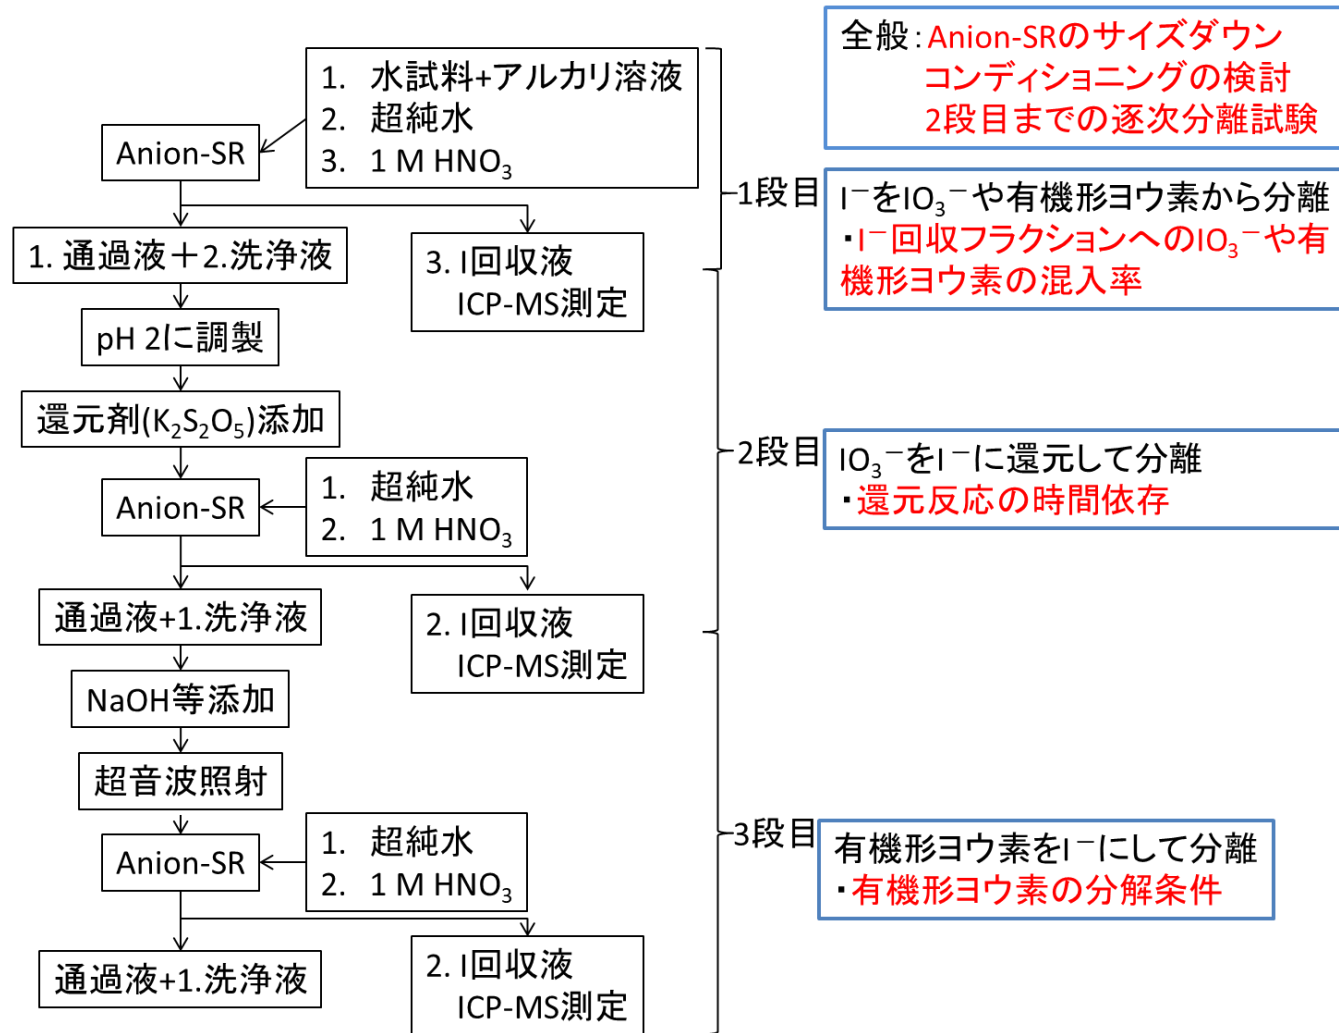 全般：Anion-SRのサイズダウン
コンディショニングの検討
2段目までの逐次分離試験
1. 水試料+アルカリ溶液
2. 超純水
3. 1 M HNO₃
Anion-SR
1段目
I⁻をIO₃⁻や有機形ヨウ素から分離
・I⁻回収フラクションへのIO₃⁻や有
機形ヨウ素の混入率
1. 通過液＋2.洗浄液
3. I回収液
ICP-MS測定
pH 2に調製
還元剤(K₂S₂O₅)添加
2段目
IO₃⁻をI⁻に還元して分離
・還元反応の時間依存
Anion-SR
1. 超純水
2. 1 M HNO₃
通過液+1.洗浄液
2. I回収液
ICP-MS測定
NaOH等添加
超音波照射
3段目
有機形ヨウ素をI⁻にして分離
・有機形ヨウ素の分解条件
Anion-SR
1. 超純水
2. 1 M HNO₃
通過液+1.洗浄液
2. I回収液
ICP-MS測定